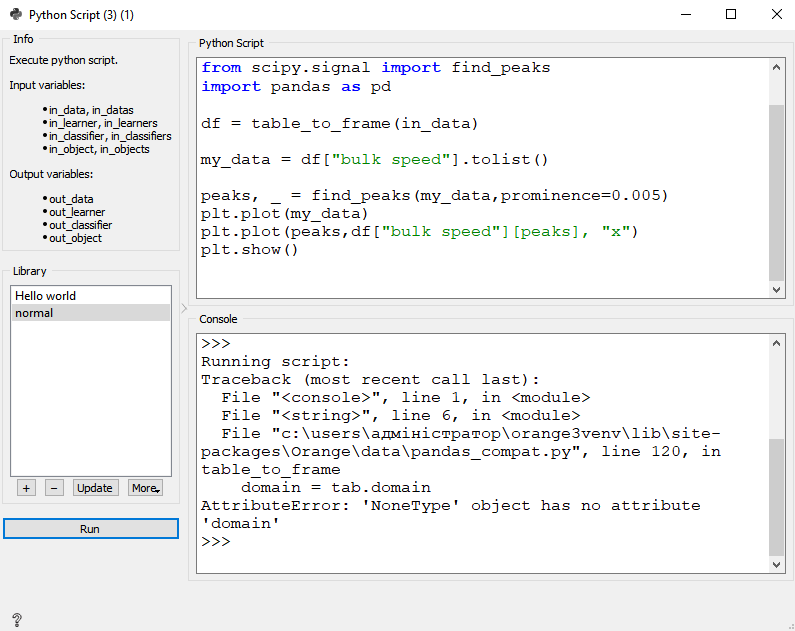 Python Script (3) (1)
Info
Execute python script.
Input variables:
•in_data, in_datas
•in_learner, in_learners
•in_classifier, in_classifiers
•in_object, in_objects
Output variables:
•out_data
•out_learner
•out_classifier
•out_object
Library
Hello world
normal
+ − Update More
Run
?
Python Script
from scipy.signal import find_peaks
import pandas as pd
df = table_to_frame(in_data)
my_data = df["bulk speed"].tolist()
peaks, _ = find_peaks(my_data,prominence=0.005)
plt.plot(my_data)
plt.plot(peaks,df["bulk speed"][peaks], "x")
plt.show()
Console
>>>
Running script:
Traceback (most recent call last):
File "<console>", line 1, in <module>
File "<string>", line 6, in <module>
File "c:\users\адміністратор\orange3venv\lib\site-
packages\Orange\data\pandas_compat.py", line 120, in
table_to_frame
domain = tab.domain
AttributeError: 'NoneType' object has no attribute
'domain'
>>>